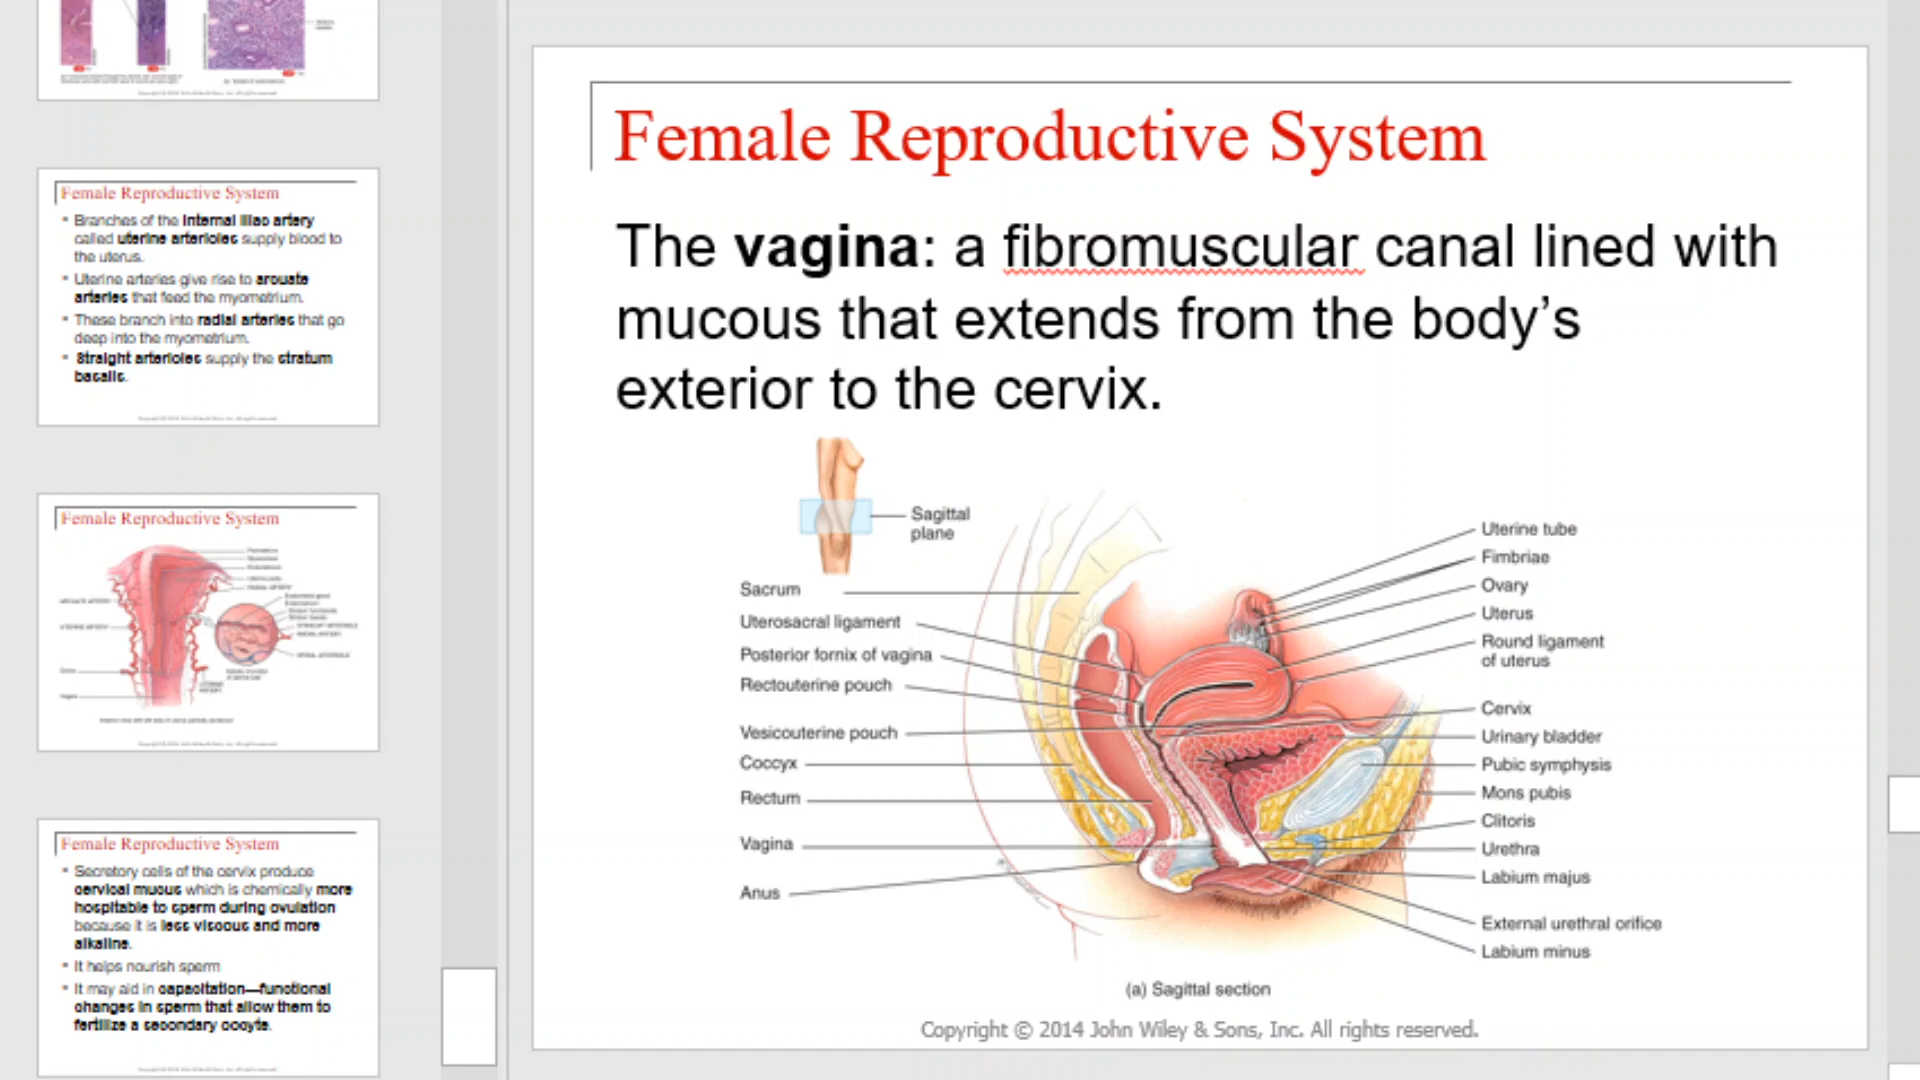 Female Reproductive System
Branches of the internal iliac artery
called uterine arterioles supply blood to
the uterus.
Uterine arteries give rise to arcuate
arteries that feed the myometrium.
These branch into radial arteries that go
deep into the myometrium.
Straight arterioles supply the stratum
basalis.
Female Reproductive System
Female Reproductive System
Secretory cells of the cervix produce
cervical mucus which is chemically more
hospitable to sperm during ovulation
because it is less viscous and more
alkaline.
It helps nourish sperm
It may aid in capacitation—functional
changes in sperm that allow them to
fertilize a secondary oocyte.
Female Reproductive System
The vagina: a fibromuscular canal lined with
mucous that extends from the body’s
exterior to the cervix.
Sagittal
plane
Sacrum
Uterosacral ligament
Posterior fornix of vagina
Rectouterine pouch
Vesicouterine pouch
Coccyx
Rectum
Vagina
Anus
Uterine tube
Fimbriae
Ovary
Uterus
Round ligament
of uterus
Cervix
Urinary bladder
Pubic symphysis
Mons pubis
Clitoris
Urethra
Labium majus
External urethral orifice
Labium minus
(a) Sagittal section
Copyright © 2014 John Wiley & Sons, Inc. All rights reserved.